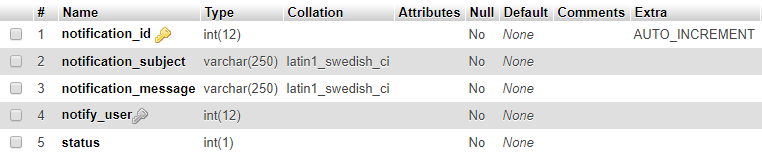 # Name Type Collation Attributes Null Default Comments Extra
1 notification_id int(12) No None AUTO_INCREMENT
2 notification_subject varchar(250) latin1_swedish_ci No None
3 notification_message varchar(250) latin1_swedish_ci No None
4 notify_user int(12) No None
5 status int(1) No None